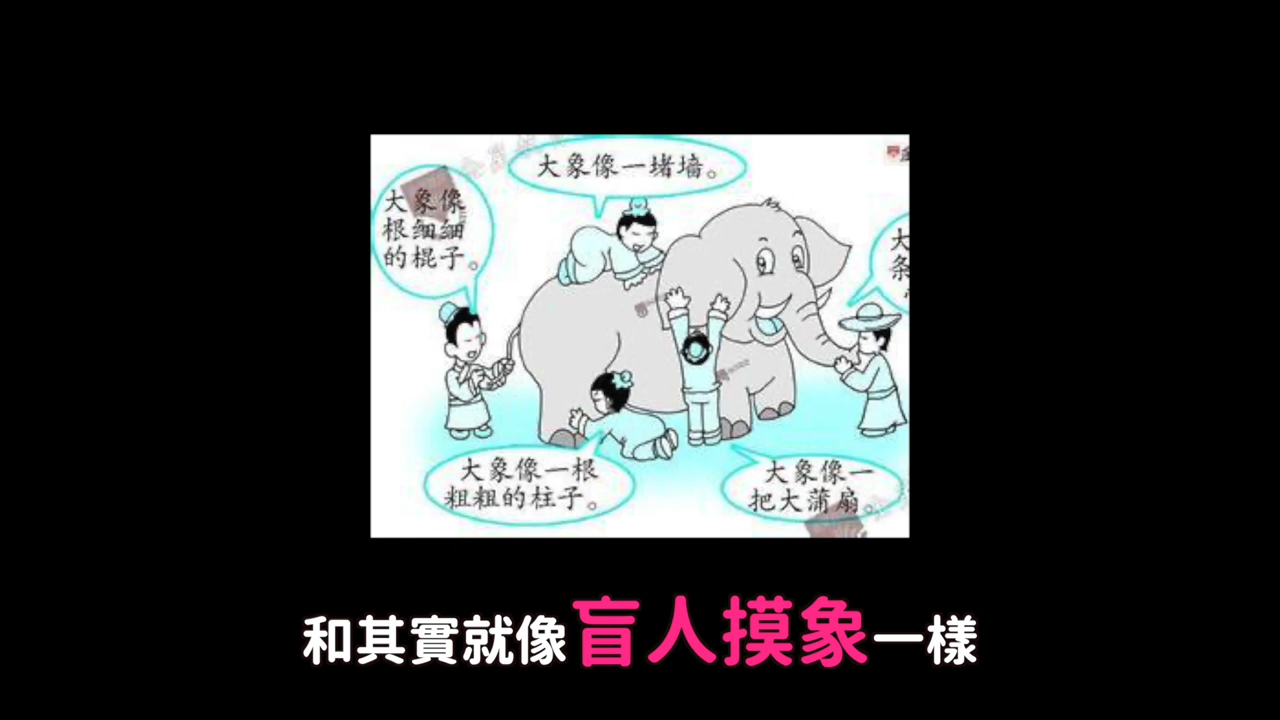 大象像一堵墙。
大象像
根细细
的棍子。
大
条
大象像一根
粗粗的柱子。
大象像一
把大蒲扇。
和其實就像盲人摸象一樣